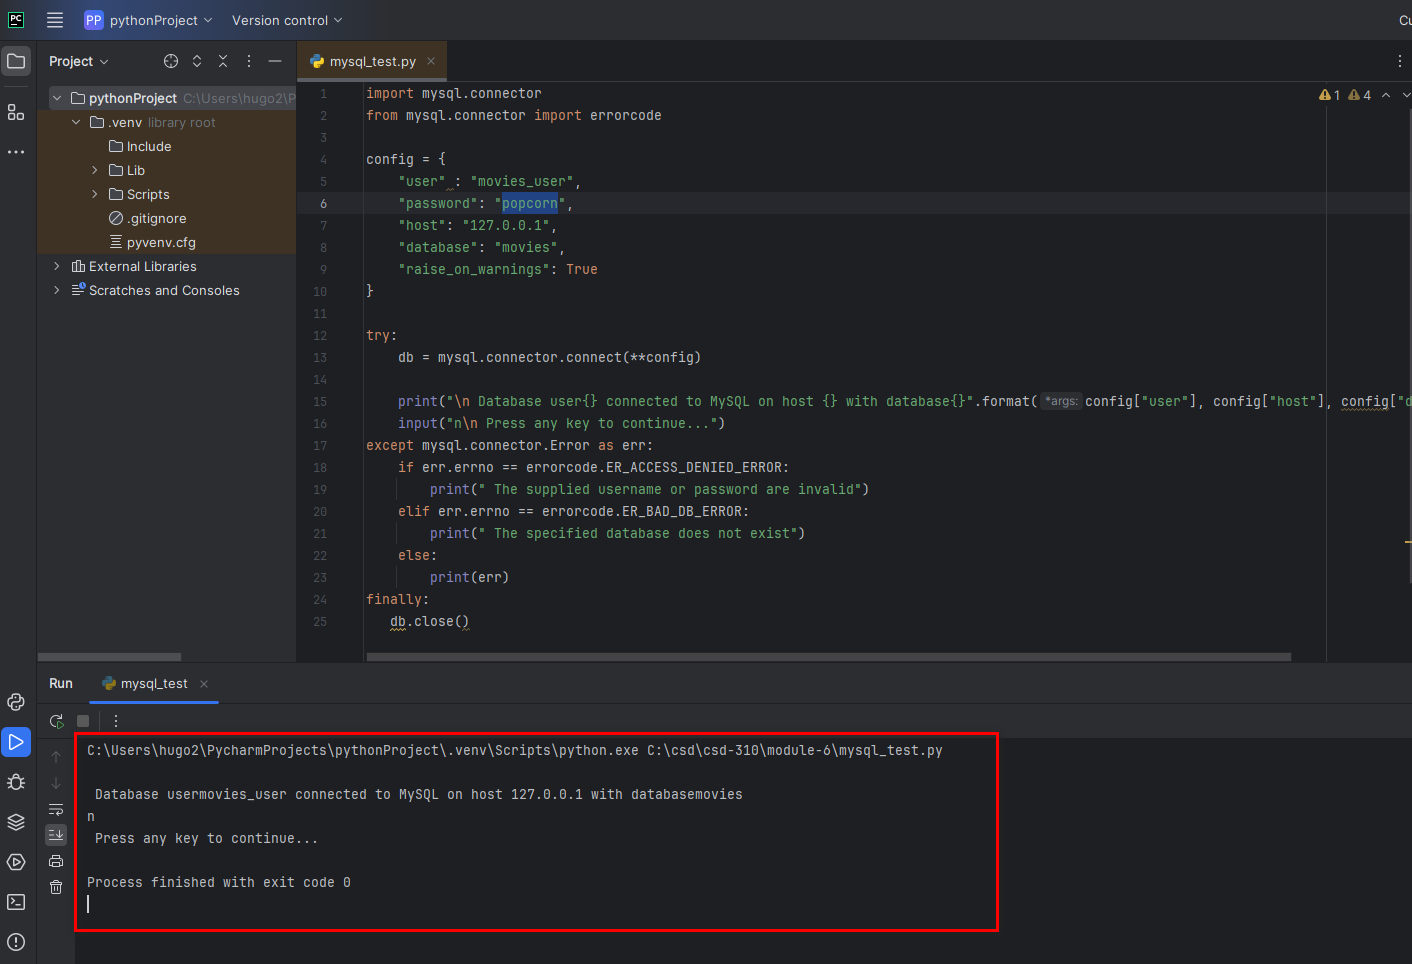 PC
PP pythonProject Version control
Project
mysql_test.py
pythonProject C:\Users\hugo2\P
.venv library root
Include
Lib
Scripts
.gitignore
pyvenv.cfg
External Libraries
Scratches and Consoles
1 4
1 import mysql.connector
2 from mysql.connector import errorcode
3
4 config = {
5 "user" : "movies_user",
6 "password": "popcorn",
7 "host": "127.0.0.1",
8 "database": "movies",
9 "raise_on_warnings": True
10 }
11
12 try:
13 db = mysql.connector.connect(**config)
14
15 print("\n Database user{} connected to MySQL on host {} with database{}".format( *args: config["user"], config["host"], config["d
16 input("n\n Press any key to continue...")
17 except mysql.connector.Error as err:
18 if err.errno == errorcode.ER_ACCESS_DENIED_ERROR:
19 print(" The supplied username or password are invalid")
20 elif err.errno == errorcode.ER_BAD_DB_ERROR:
21 print(" The specified database does not exist")
22 else:
23 print(err)
24 finally:
25 db.close()
Run mysql_test
C:\Users\hugo2\PycharmProjects\pythonProject\.venv\Scripts\python.exe C:\csd\csd-310\module-6\mysql_test.py
Database usermovies_user connected to MySQL on host 127.0.0.1 with databasemovies
n
Press any key to continue...
Process finished with exit code 0